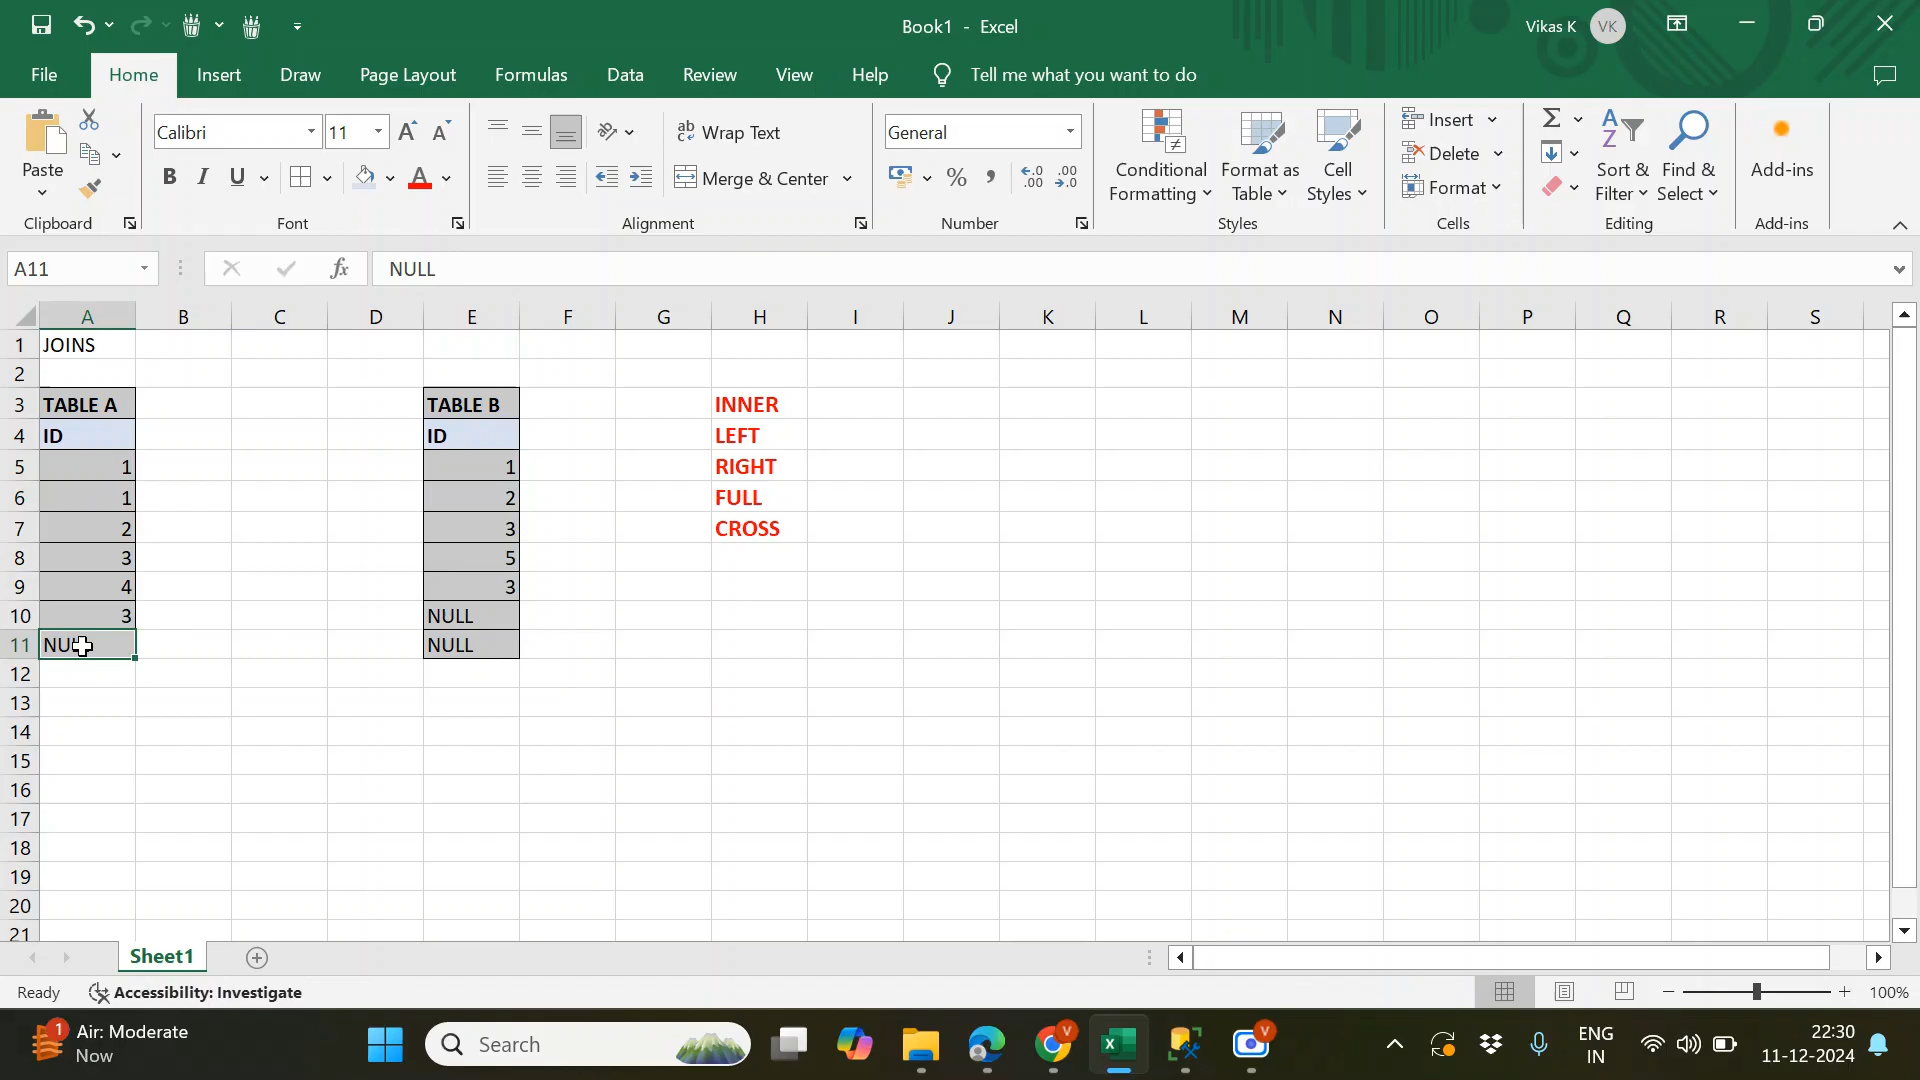 Book1 - Excel
Vikas K
VK
File Home Insert Draw Page Layout Formulas Data Review View Help Tell me what you want to do
Paste
Clipboard
Calibri 11
B I U A
Font
ab Wrap Text
Merge & Center
Alignment
General
% , .00
Number
Conditional Formatting
Format as Table
Cell Styles
Styles
Insert
Delete
Format
Cells
Sort & Filter
Find & Select
Editing
Add-ins
Add-ins
A11 fx NULL
A B C D E F G H I J K L M N O P Q R S
1 JOINS
2
3 TABLE A TABLE B INNER
4 ID ID LEFT
5 1 1 RIGHT
6 1 2 FULL
7 2 3 CROSS
8 3 5
9 4 3
10 3 NULL
11 NULL NULL
12
13
14
15
16
17
18
19
20
21
Sheet1
Ready Accessibility: Investigate 100%
1 Air: Moderate
Now
Search
ENG
IN
22:30
11-12-2024